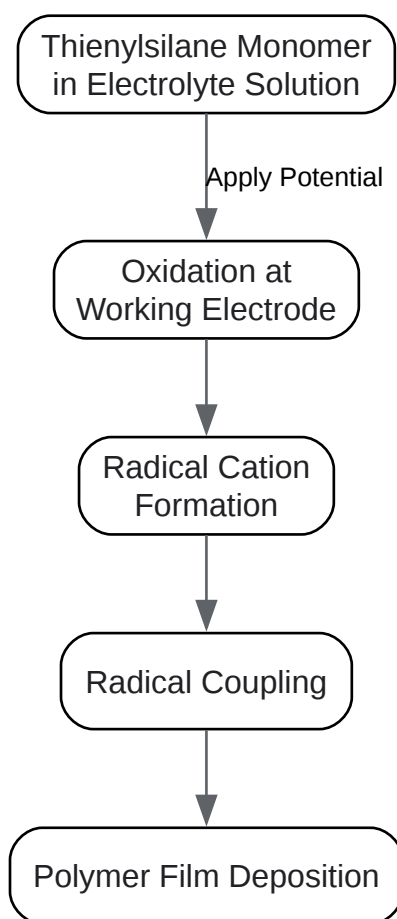 Thienylsilane Monomer
in Electrolyte Solution
Apply Potential
Oxidation at
Working Electrode
Radical Cation
Formation
Radical Coupling
Polymer Film Deposition